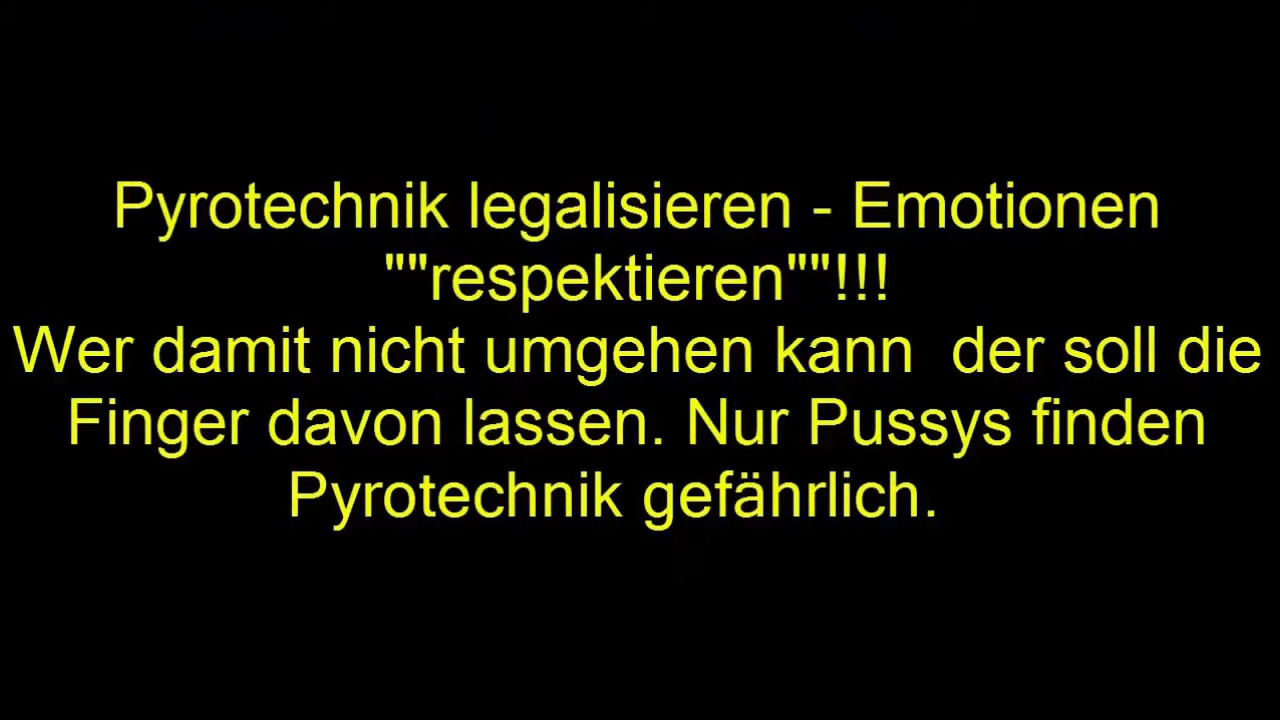 Pyrotechnik legalisieren - Emotionen
""respektieren""!!!
Wer damit nicht umgehen kann  der soll die
Finger davon lassen. Nur Pussys finden
Pyrotechnik gefährlich.